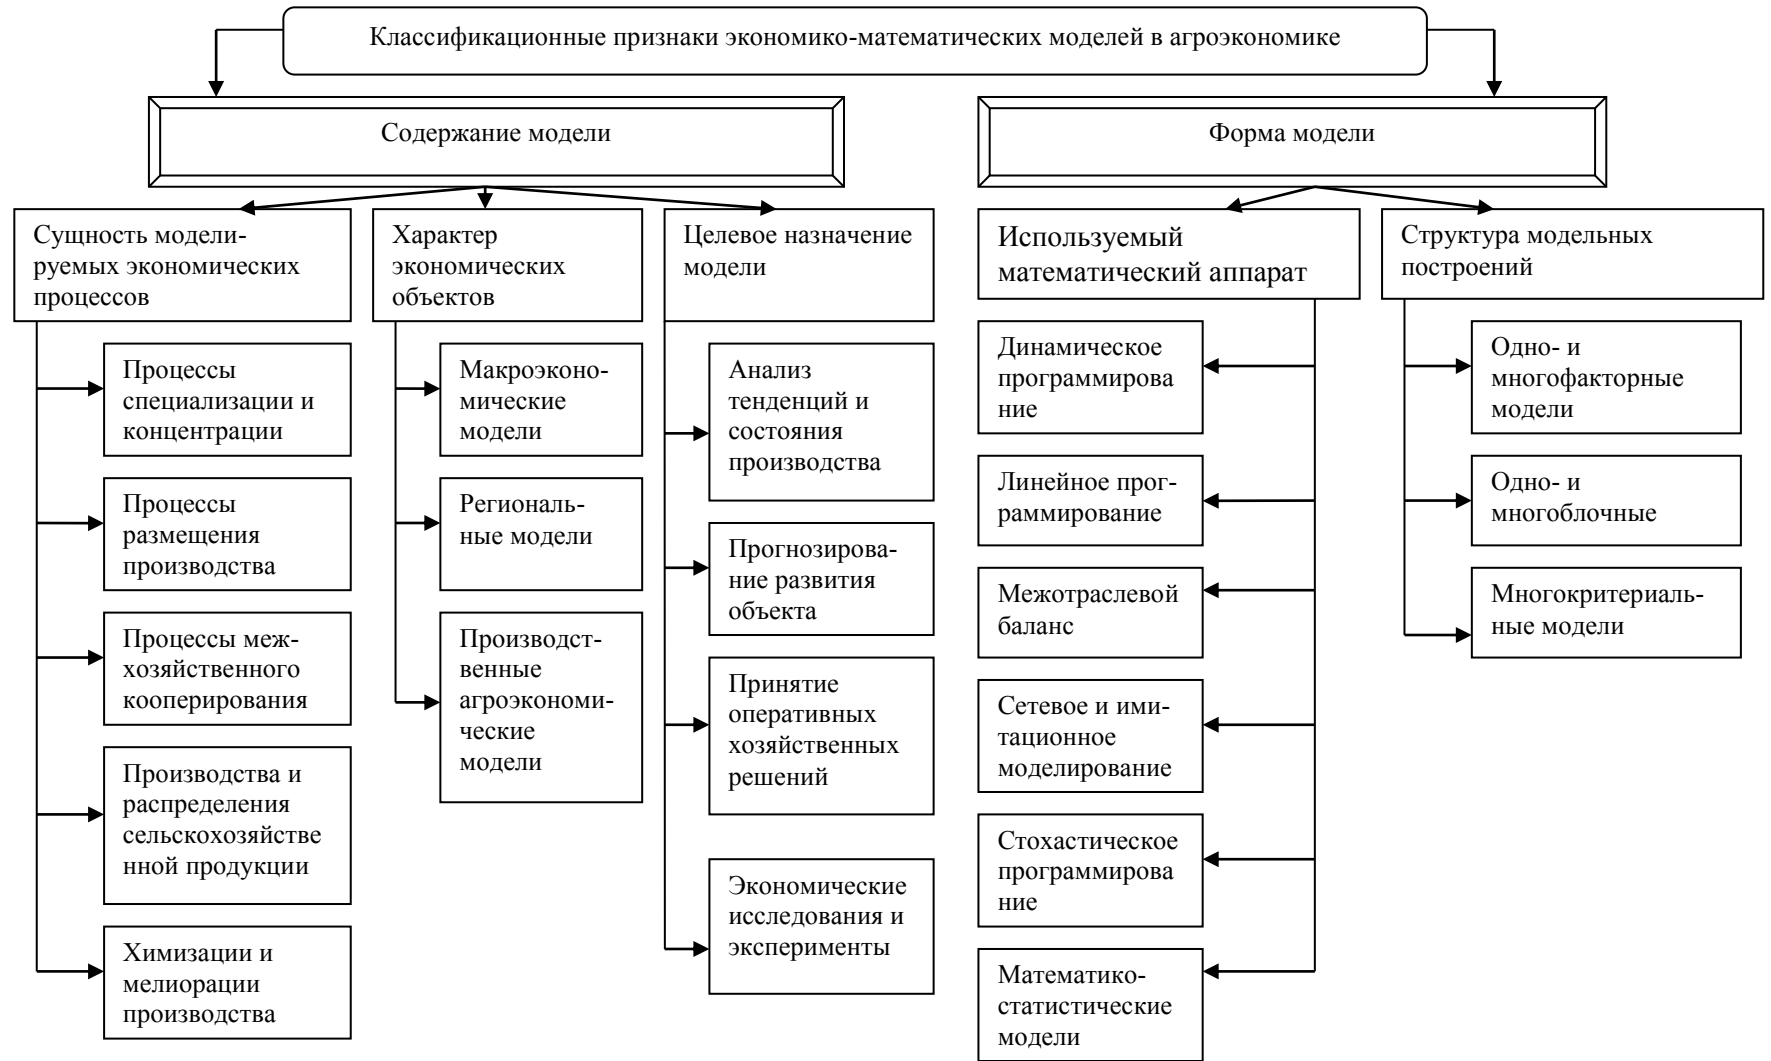 Классификационные признаки экономико-математических моделей в агроэкономике
Содержание модели
Форма модели
Сущность модели-
руемых экономических
процессов
Характер
экономических
объектов
Целевое назначение
модели
Используемый
математический аппарат
Структура модельных
построений
Процессы
специализации и
концентрации
Процессы
размещения
производства
Процессы меж-
хозяйственного
кооперирования
Производства и
распределения
сельскохозяйстве
нной продукции
Химизации и
мелиорации
производства
Макроэконо-
мические
модели
Региональ-
ные модели
Производст-
венные
агроэкономи-
ческие
модели
Анализ
тенденций и
состояния
производства
Прогнозирова-
ние развития
объекта
Принятие
оперативных
хозяйственных
решений
Экономические
исследования и
эксперименты
Динамическое
программирова
ние
Линейное прог-
раммирование
Межотраслевой
баланс
Сетевое и ими-
тационное
моделирование
Стохастическое
программирова
ние
Математико-
статистические
модели
Одно- и
многофакторные
модели
Одно- и
многоблочные
Многокритериаль-
ные модели